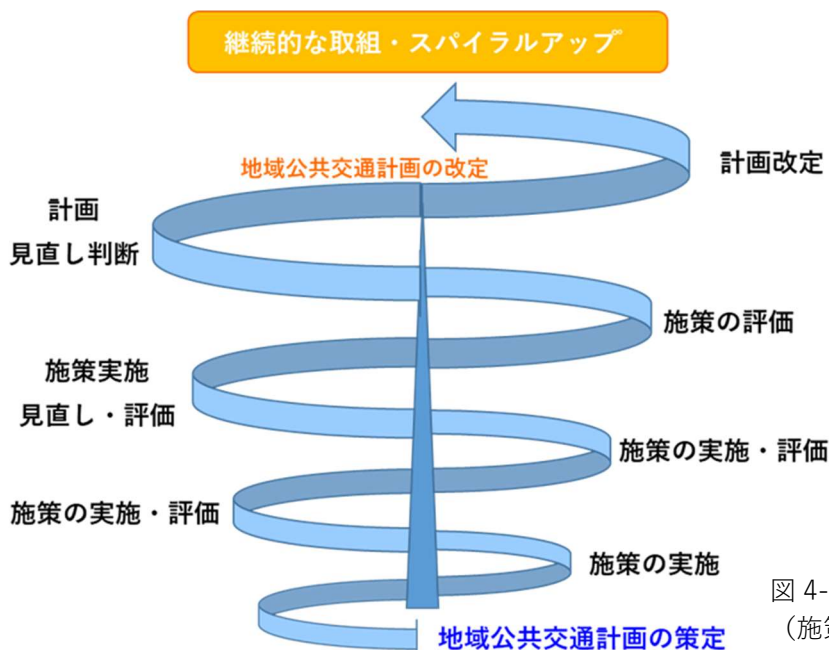 継続的な取組・スパイラルアップ
地域公共交通計画の改定
計画改定
計画
見直し判断
施策の評価
施策実施
見直し・評価
施策の実施・評価
施策の実施・評価
施策の実施
図 4-
（施策
地域公共交通計画の策定